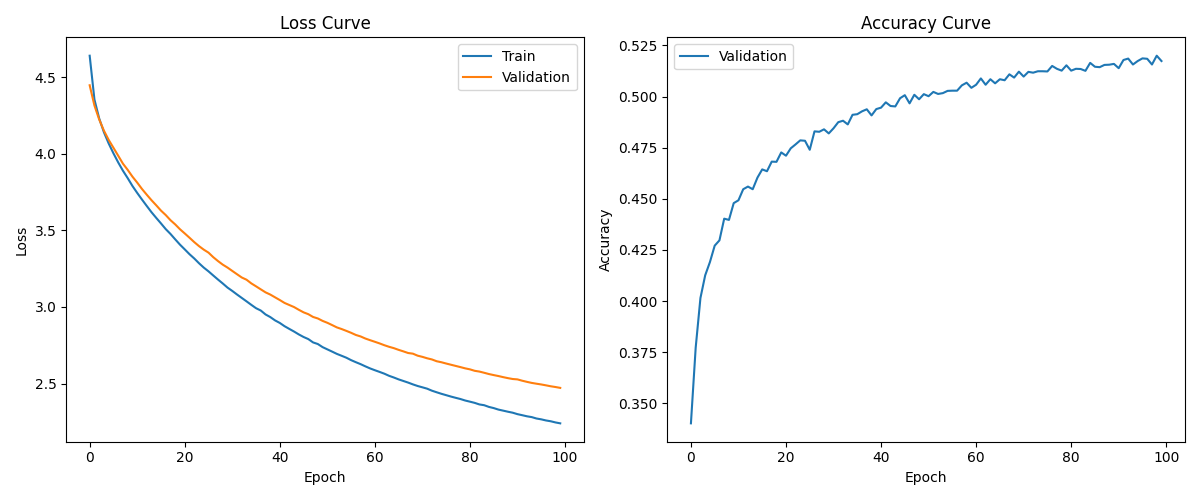 Loss Curve
Train
Validation
4.5
4.0
3.5
3.0
2.5
Loss
0 20 40 60 80 100
Epoch
Accuracy Curve
Validation
0.525
0.500
0.475
0.450
0.425
0.400
0.375
0.350
Accuracy
0 20 40 60 80 100
Epoch